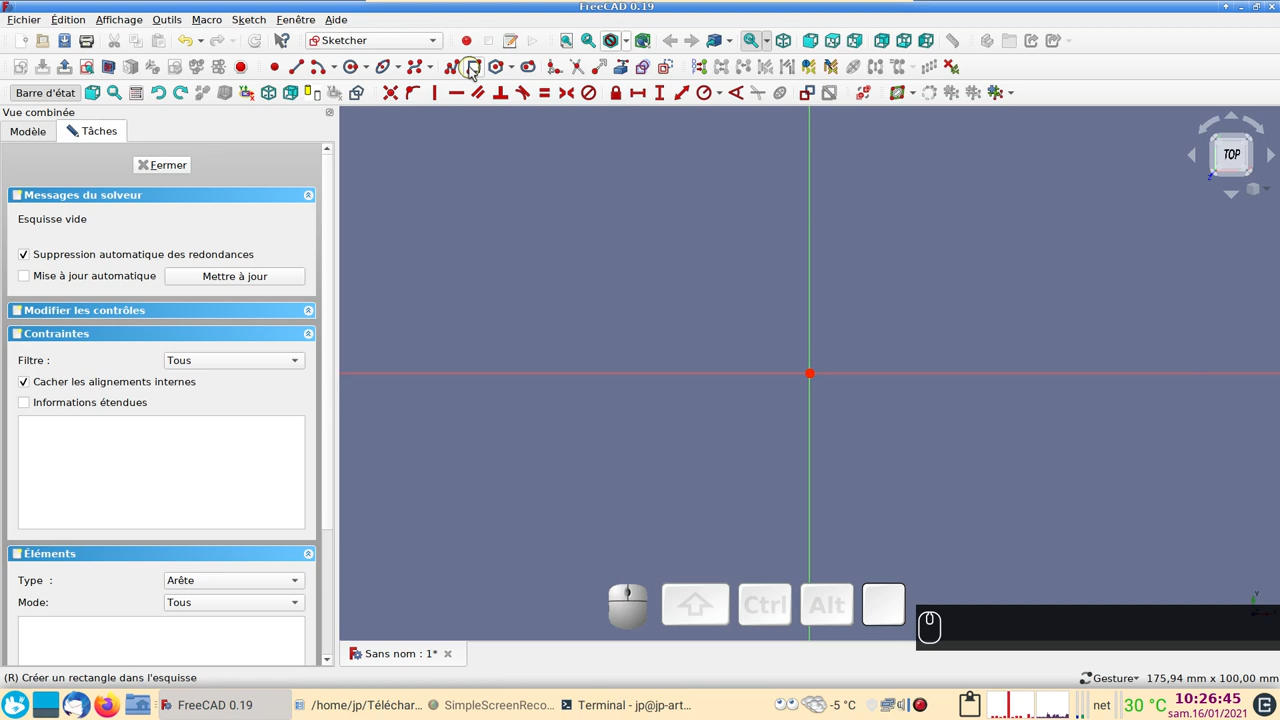 FreeCAD 0.19
Fichier Édition Affichage Outils Macro Sketch Fenêtre Aide
Sketcher
Barre d'état
Vue combinée
Modèle Tâches
Fermer
Messages du solveur
Esquisse vide
Suppression automatique des redondances
Mise à jour automatique Mettre à jour
Modifier les contrôles
Contraintes
Filtre : Tous
Cacher les alignements internes
Informations étendues
Éléments
Type : Arête
Mode: Tous
TOP
Z
Y
Ctrl Alt
Sans nom : 1*
(R) Créer un rectangle dans l'esquisse
Gesture 175,94 mm x 100,00 mm
FreeCAD 0.19 /home/jp/Téléchar... SimpleScreenReco... Terminal - jp@jp-art... -5 °C net 30 °C 10:26:45
sam.16/01/2021